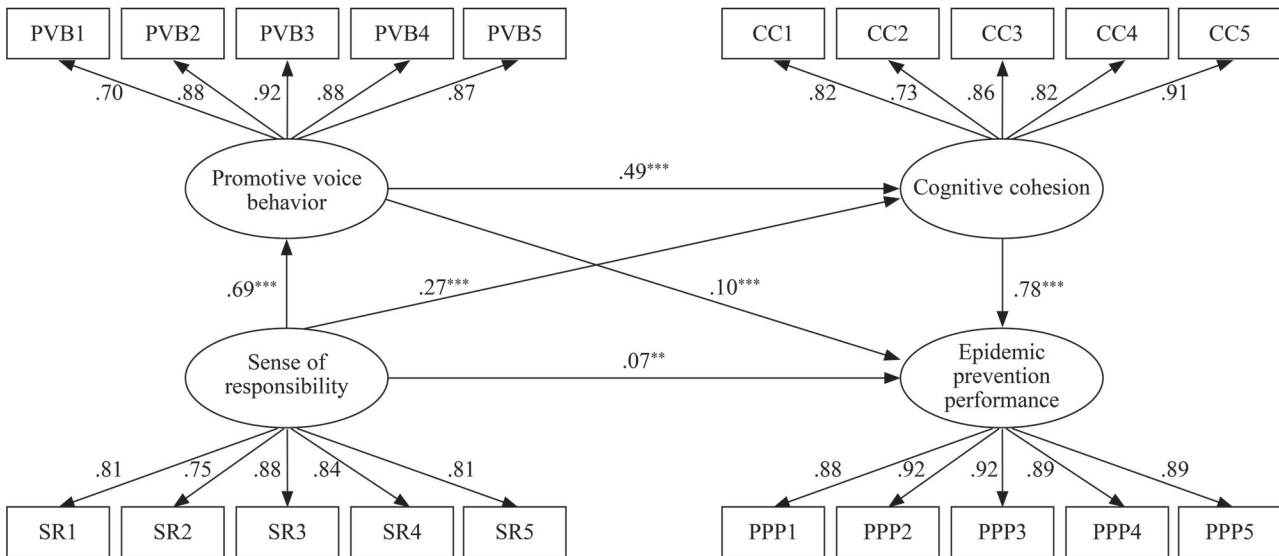 PVB1 PVB2 PVB3 PVB4 PVB5 CC1 CC2 CC3 CC4 CC5
.70 .88 .92 .88 .87 .82 .73 .86 .82 .91
Promotive voice
behavior
.49***
Cognitive cohesion
.69*** .27*** .10*** .78***
Sense of
responsibility
.07**
Epidemic
prevention
performance
.81 .75 .88 .84 .81 .88 .92 .92 .89 .89
SR1 SR2 SR3 SR4 SR5 PPP1 PPP2 PPP3 PPP4 PPP5